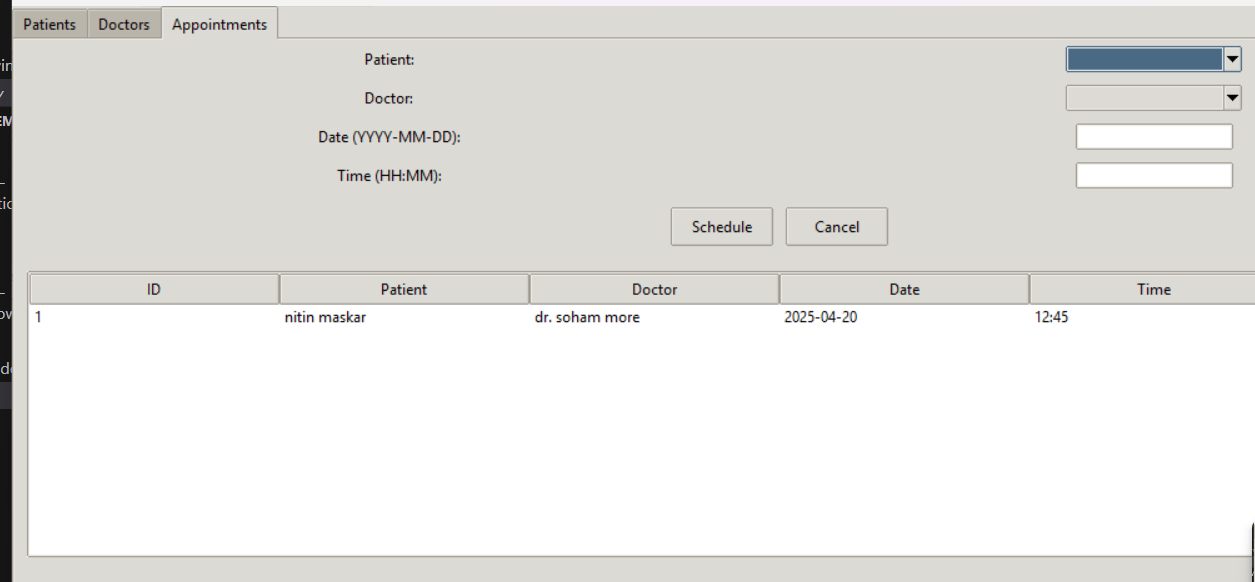 Patients Doctors Appointments
Patient:
Doctor:
Date (YYYY-MM-DD):
Time (HH:MM):
Schedule Cancel
ID Patient Doctor Date Time
1 nitin maskar dr. soham more 2025-04-20 12:45